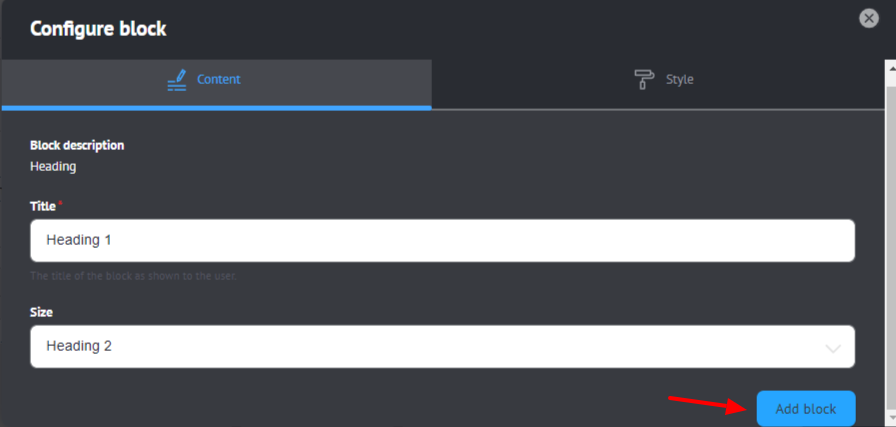 Configure block
Content
Style
Block description
Heading
Title *
Heading 1
The title of the block as shown to the user.
Size
Heading 2
Add block